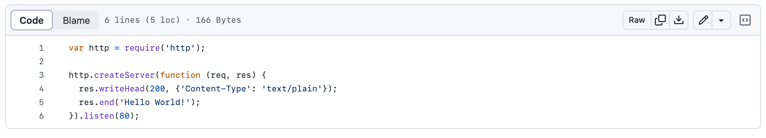 Code Blame 6 lines (5 loc) · 166 Bytes Raw
1 var http = require('http');
2
3 http.createServer(function (req, res) {
4   res.writeHead(200, {'Content-Type': 'text/plain'});
5   res.end('Hello World!');
6 }).listen(80);